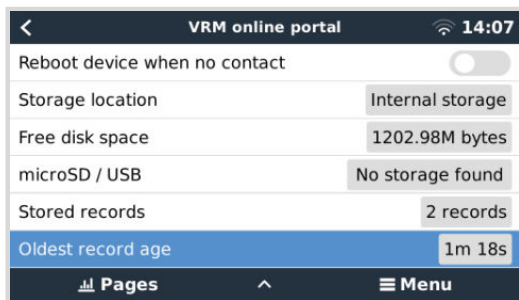 VRM online portal 14:07
Reboot device when no contact
Storage location Internal storage
Free disk space 1202.98M bytes
microSD / USB No storage found
Stored records 2 records
Oldest record age 1m 18s
Pages Menu